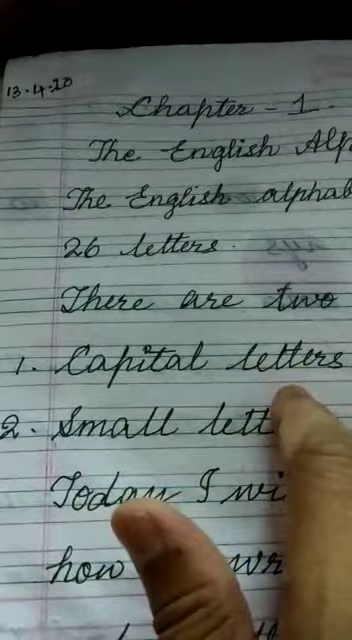 13.4.20
Chapter - 1.
The English Alp
The English alphab
26 letters.
There are two
1. Capital letters
2. Small lett
Today I wi
how wr